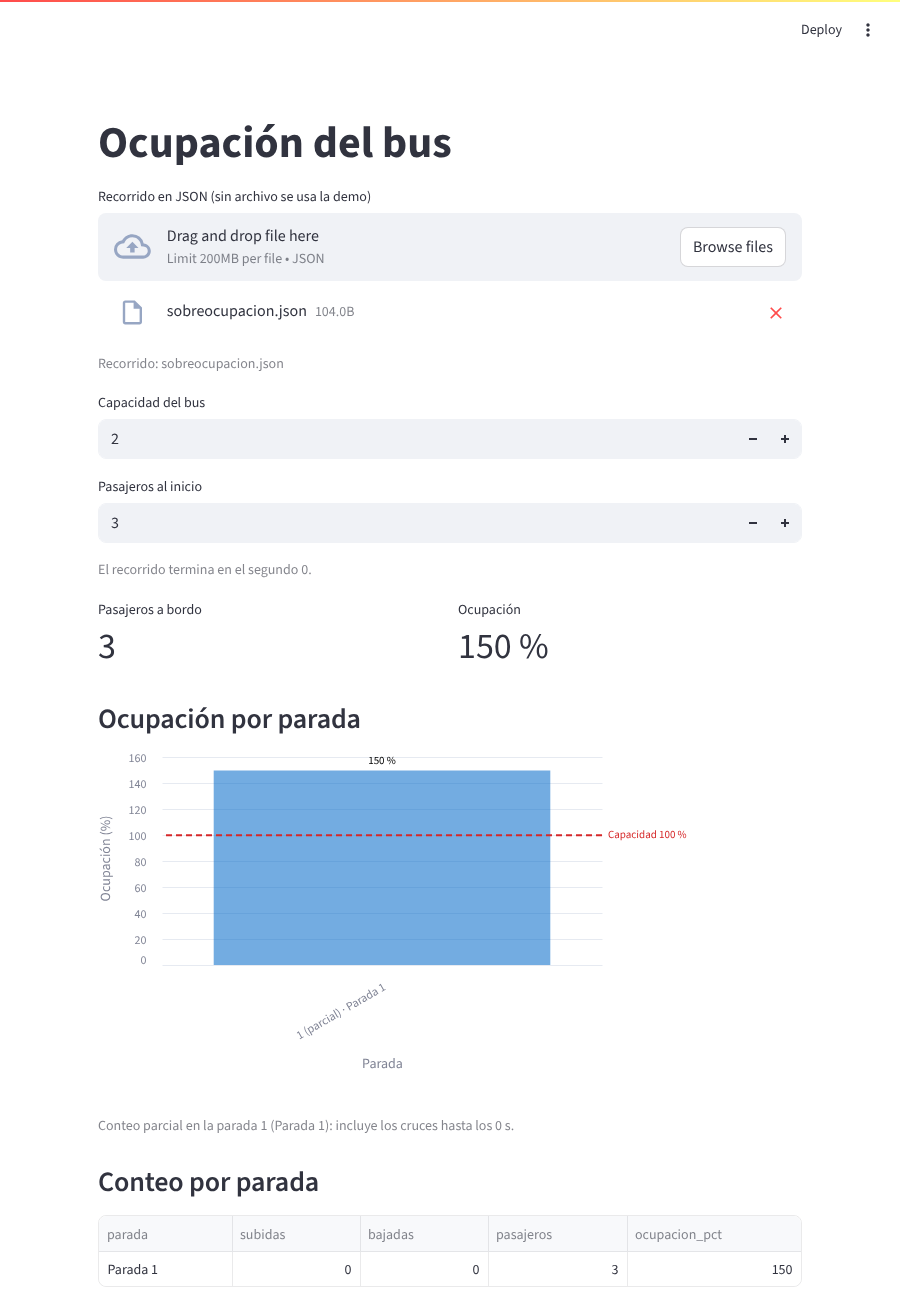 Deploy
Ocupación del bus
Recorrido en JSON (sin archivo se usa la demo)
Drag and drop file here
Limit 200MB per file • JSON
Browse files
sobreocupacion.json 104.0B
Recorrido: sobreocupacion.json
Capacidad del bus
2
Pasajeros al inicio
3
El recorrido termina en el segundo 0.
Pasajeros a bordo
3
Ocupación
150 %
Ocupación por parada
160
140
120
100
80
60
40
20
0
Ocupación (%)
150 %
Capacidad 100 %
1 (parcial) · Parada 1
Parada
Conteo parcial en la parada 1 (Parada 1): incluye los cruces hasta los 0 s.
Conteo por parada
parada subidas bajadas pasajeros ocupacion_pct
Parada 1 0 0 3 150